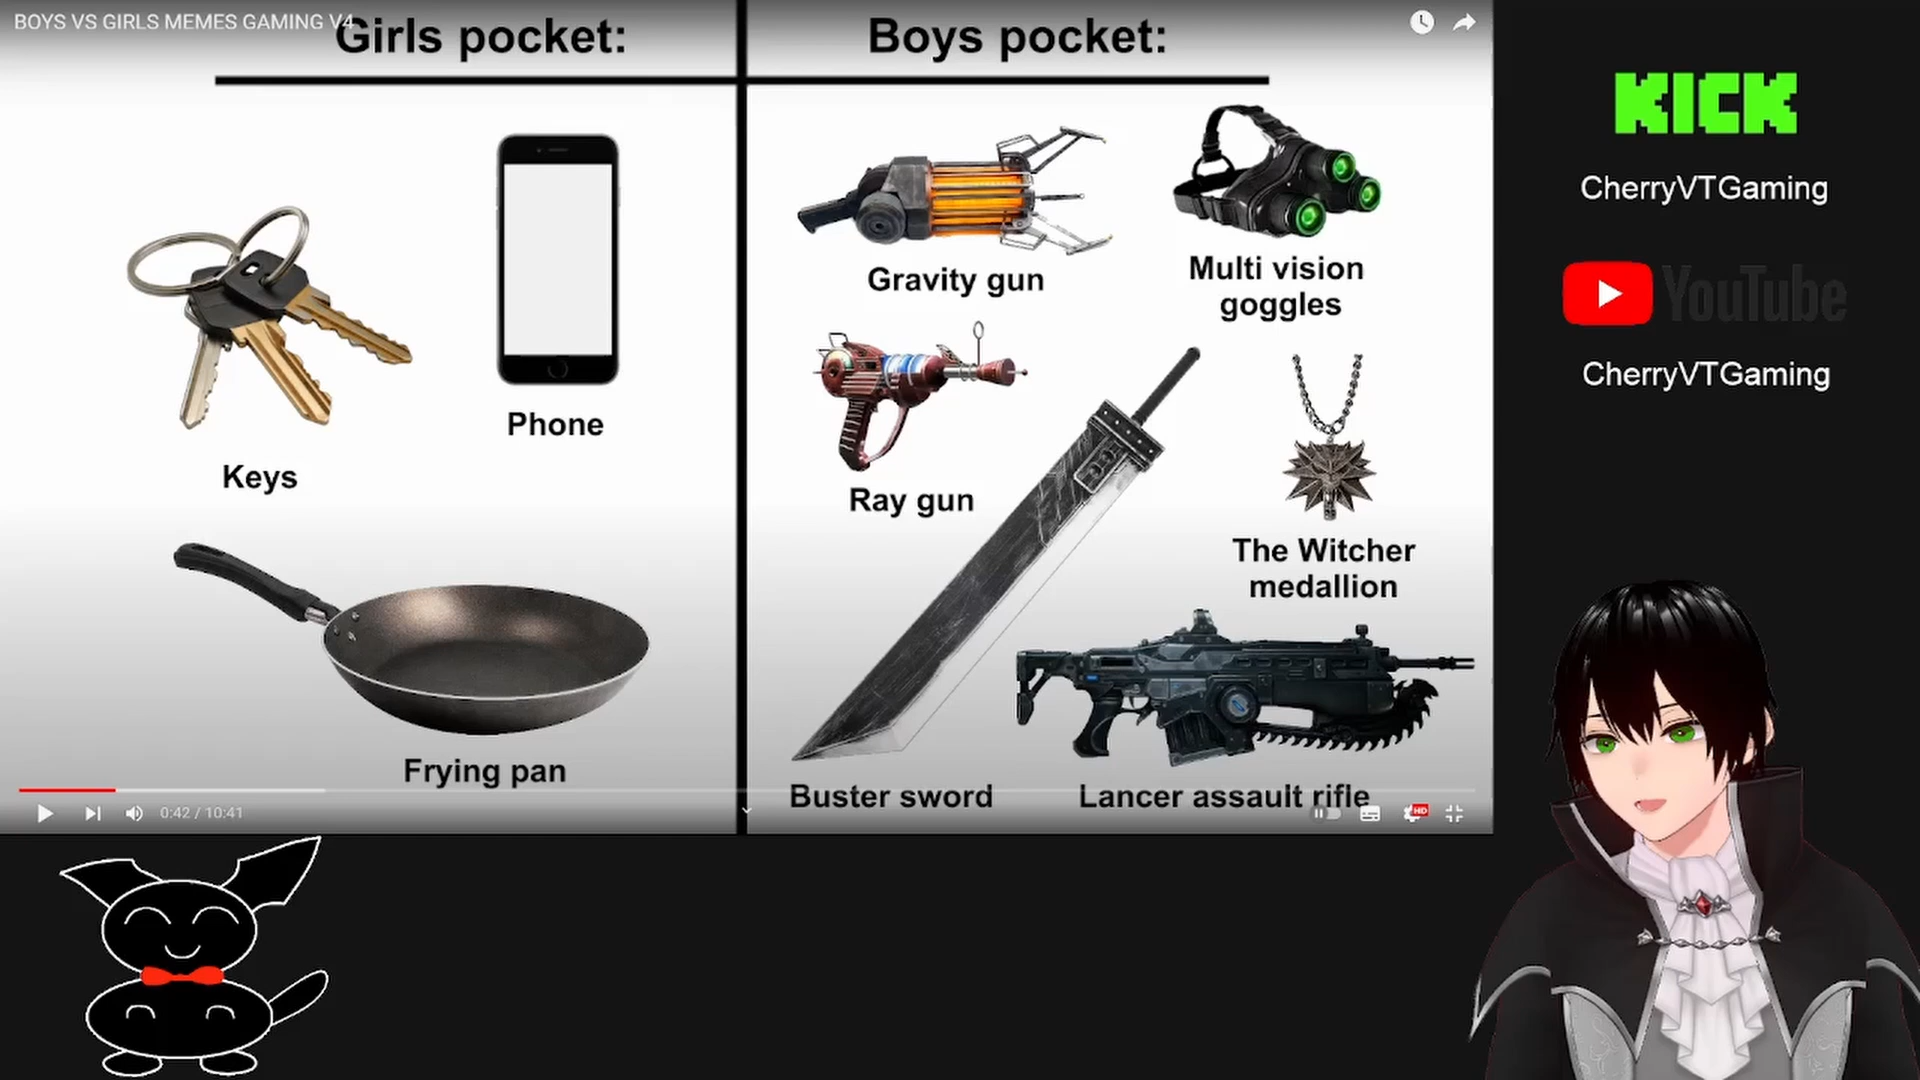 BOYS VS GIRLS MEMES GAMING V4
Girls pocket:
Boys pocket:
KICK
CherryVTGaming
YouTube
CherryVTGaming
Gravity gun
Multi vision
goggles
Phone
Keys
Ray gun
The Witcher
medallion
Frying pan
Buster sword
Lancer assault rifle
0:42 / 10:41
HD